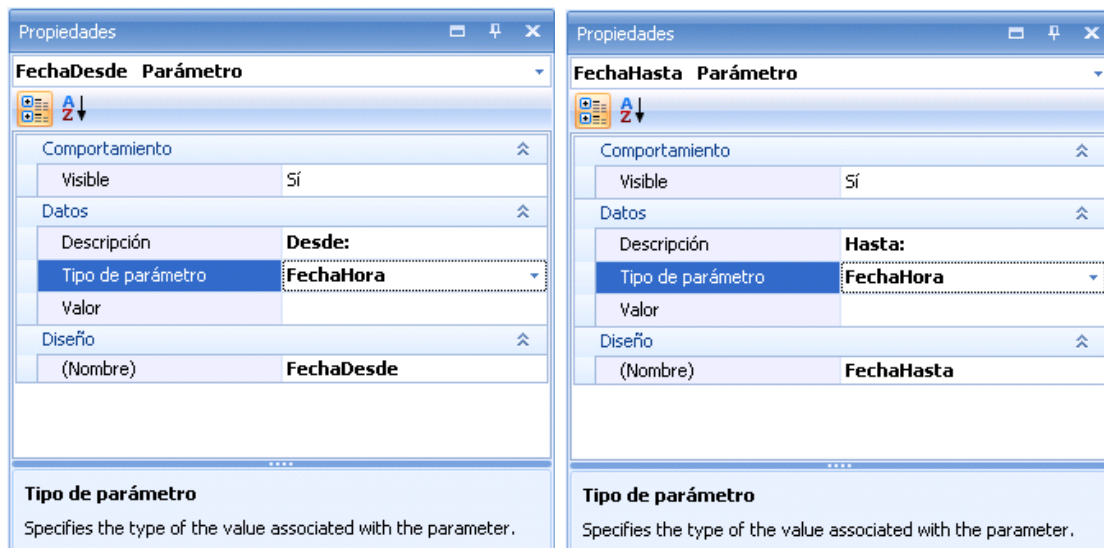 Propiedades
FechaDesde Parámetro
Comportamiento
Visible Sí
Datos
Descripción Desde:
Tipo de parámetro FechaHora
Valor
Diseño
(Nombre) FechaDesde
Tipo de parámetro
Specifies the type of the value associated with the parameter.
Propiedades
FechaHasta Parámetro
Comportamiento
Visible Sí
Datos
Descripción Hasta:
Tipo de parámetro FechaHora
Valor
Diseño
(Nombre) FechaHasta
Tipo de parámetro
Specifies the type of the value associated with the parameter.